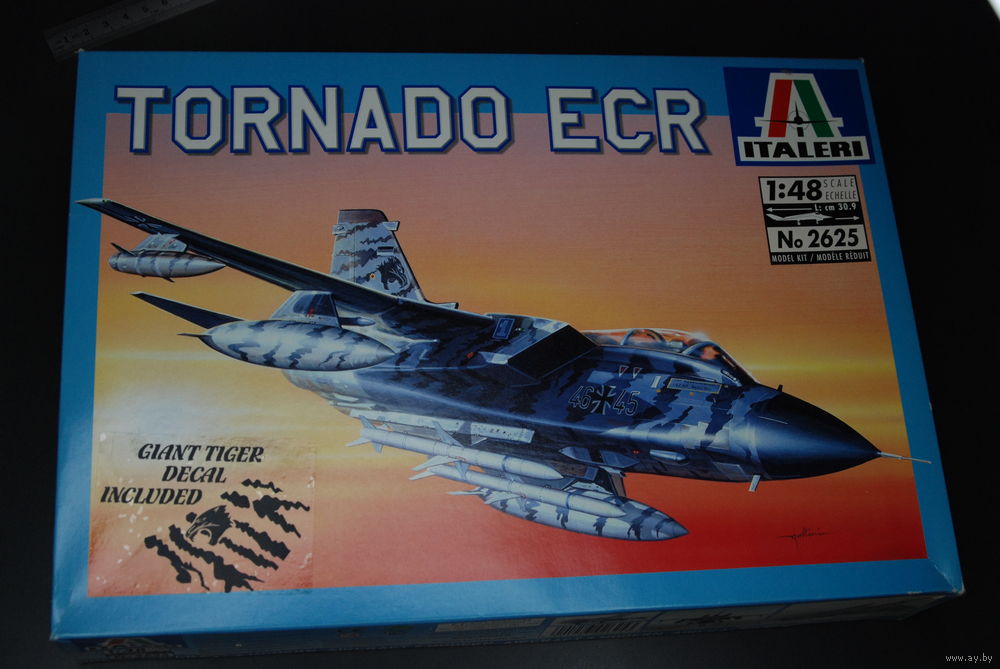 TORNADO ECR
ITALERI
1:48 SCALE ECHELLE
L: cm 30.9
No. 2625
MODEL KIT / MODÈLE RÉDUIT
46 45
GIANT TIGER
DECAL
INCLUDED
www.ay.by